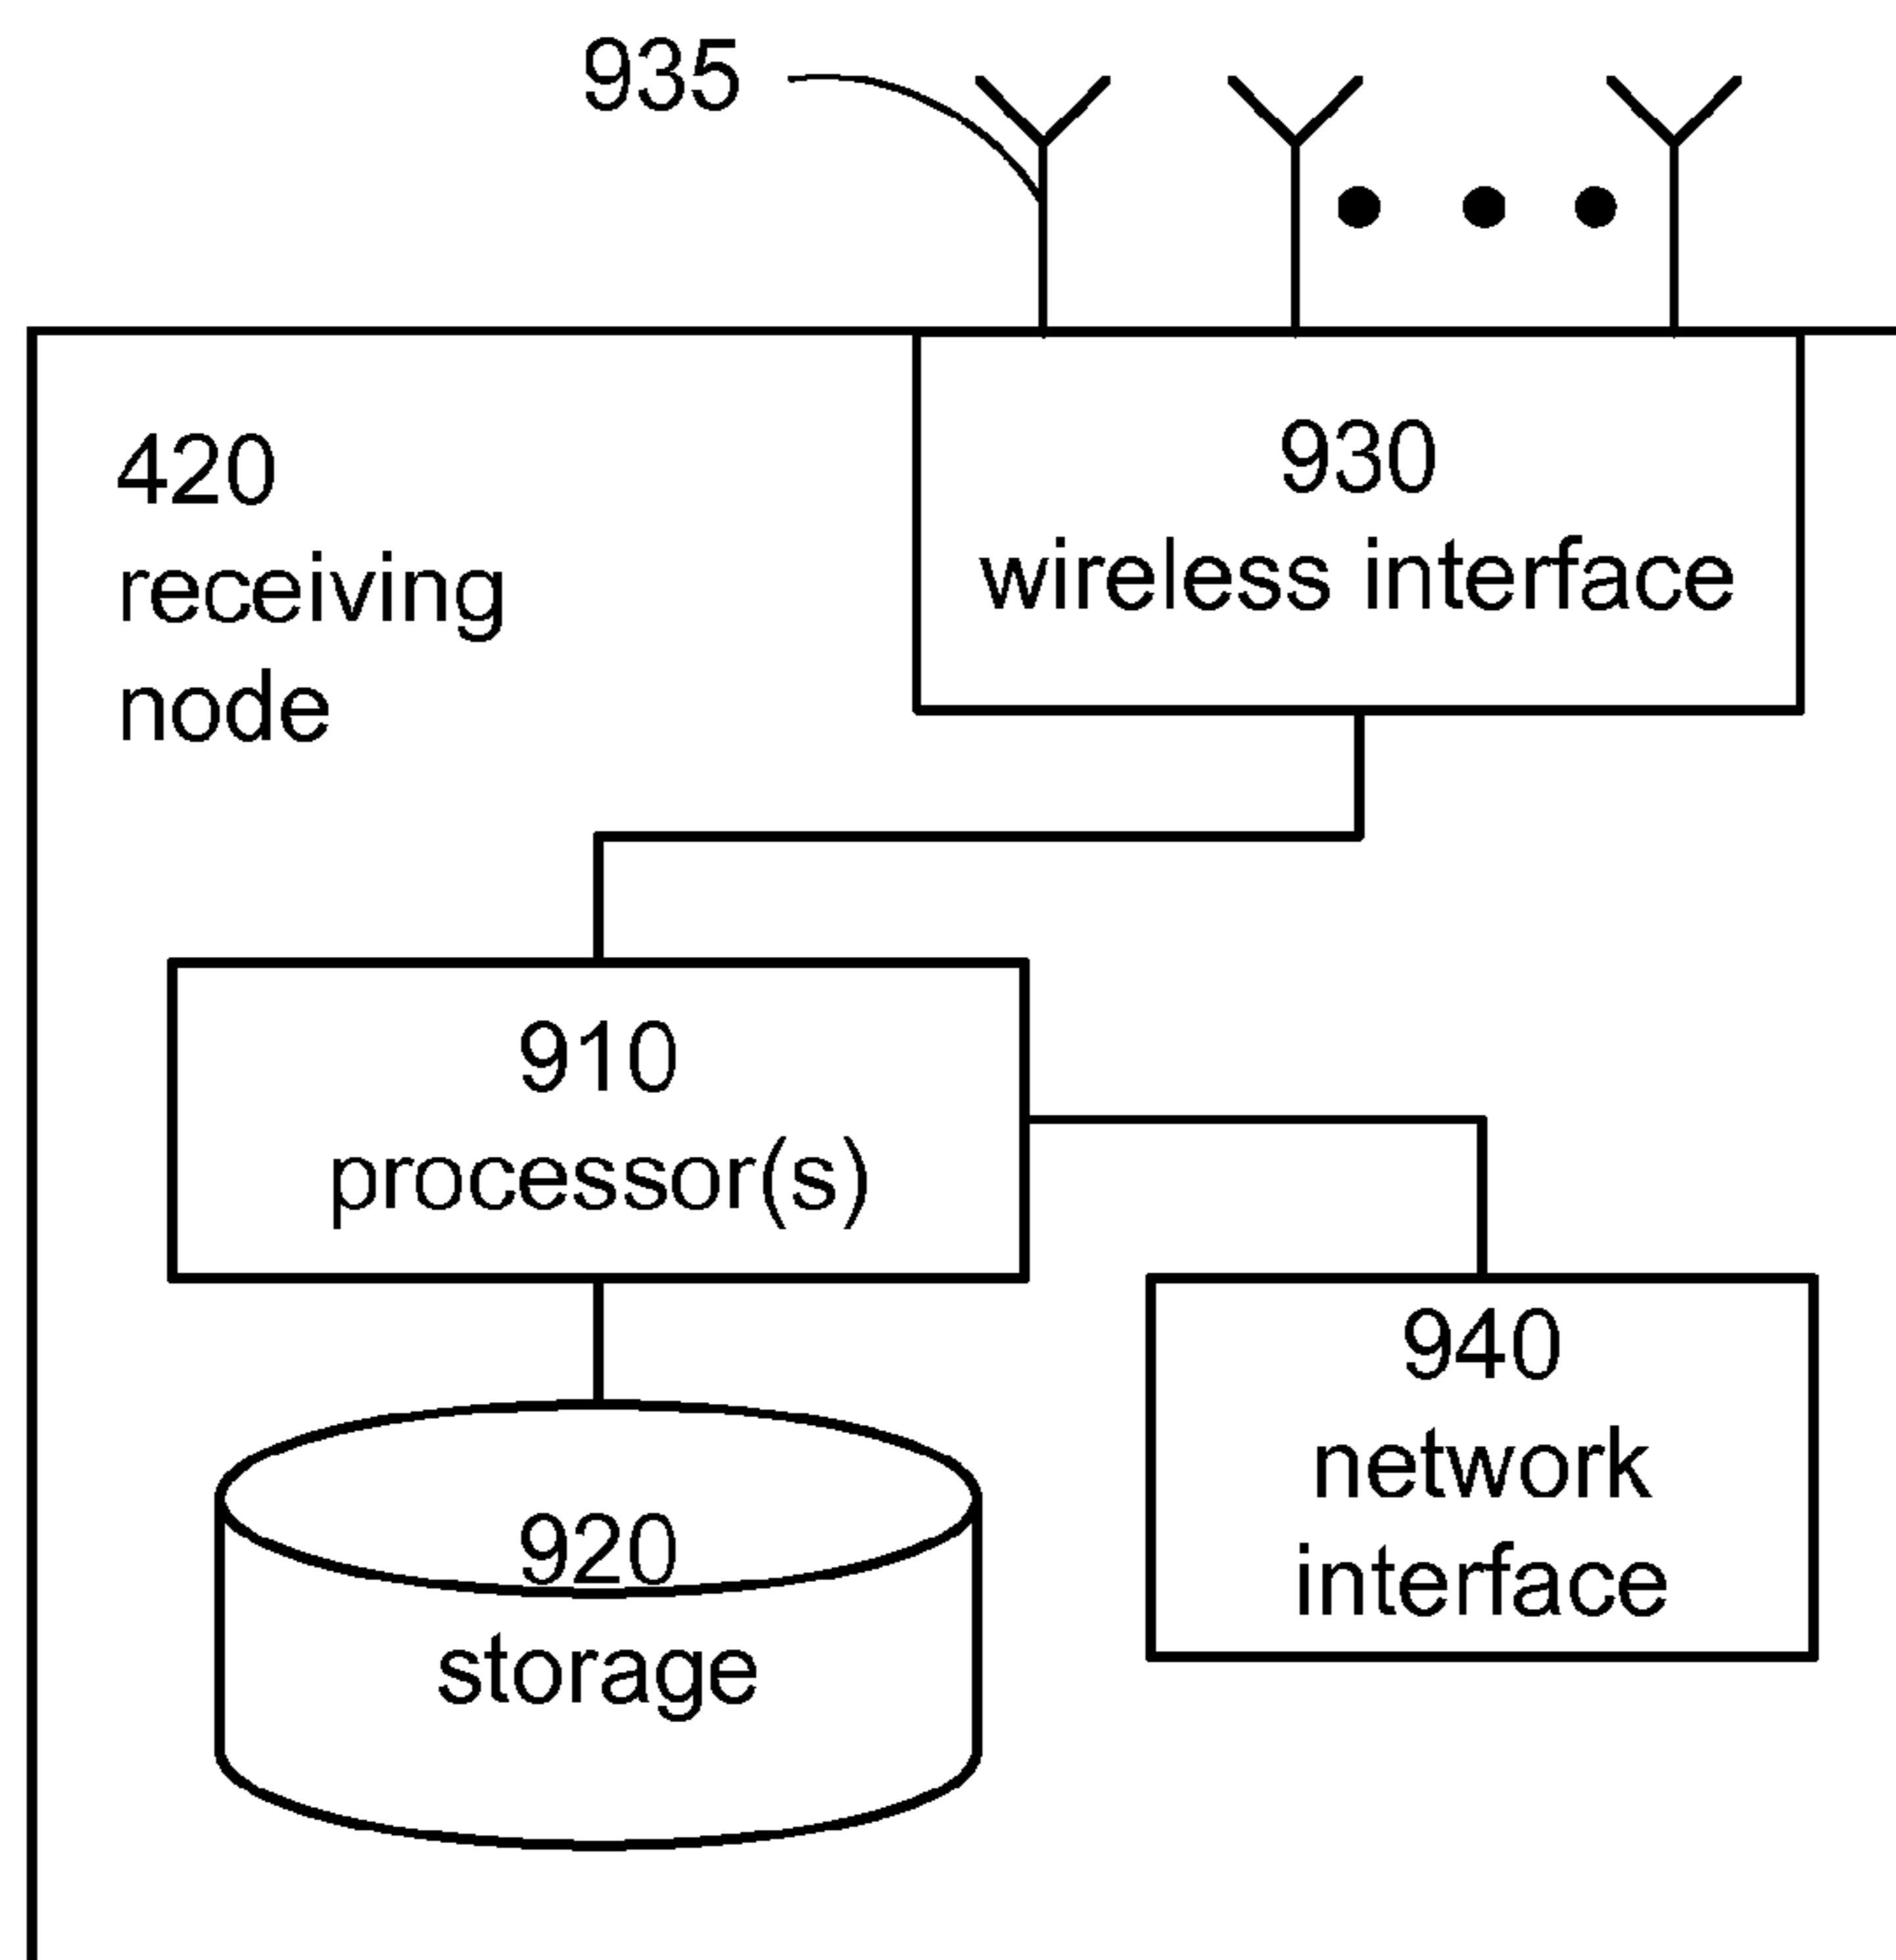 935
420
receiving
node
930
wireless interface
910
processor(s)
940
network
interface
920
storage